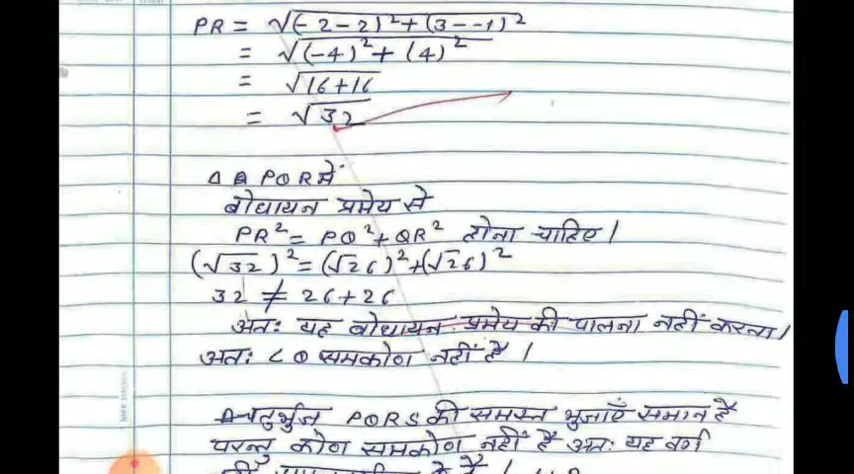 PR = √(-2-2)²+(3--1)²
= √(-4)²+(4)²
= √16+16
= √32
Δ PQR में
बोधायन प्रमेय से
PR² = PQ²+QR² होना चाहिए।
(√32)² = (√26)²+(√26)²
32 ≠ 26+26
अतः यह बोधायन प्रमेय की पालना नहीं करता।
अतः ∠Q समकोण नहीं है।
चतुर्भुज PQRS की समस्त भुजाएँ समान है
परन्तु कोण समकोण नहीं है अतः यह वर्ग